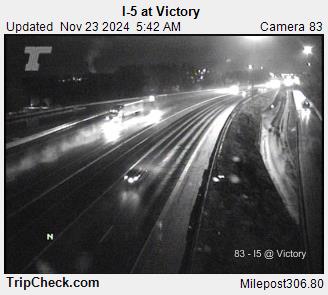 I-5 at Victory
Updated Nov 23 2024 5:42 AM Camera 83
T
N
83 - I5 @ Victory
TripCheck.com Milepost306.80